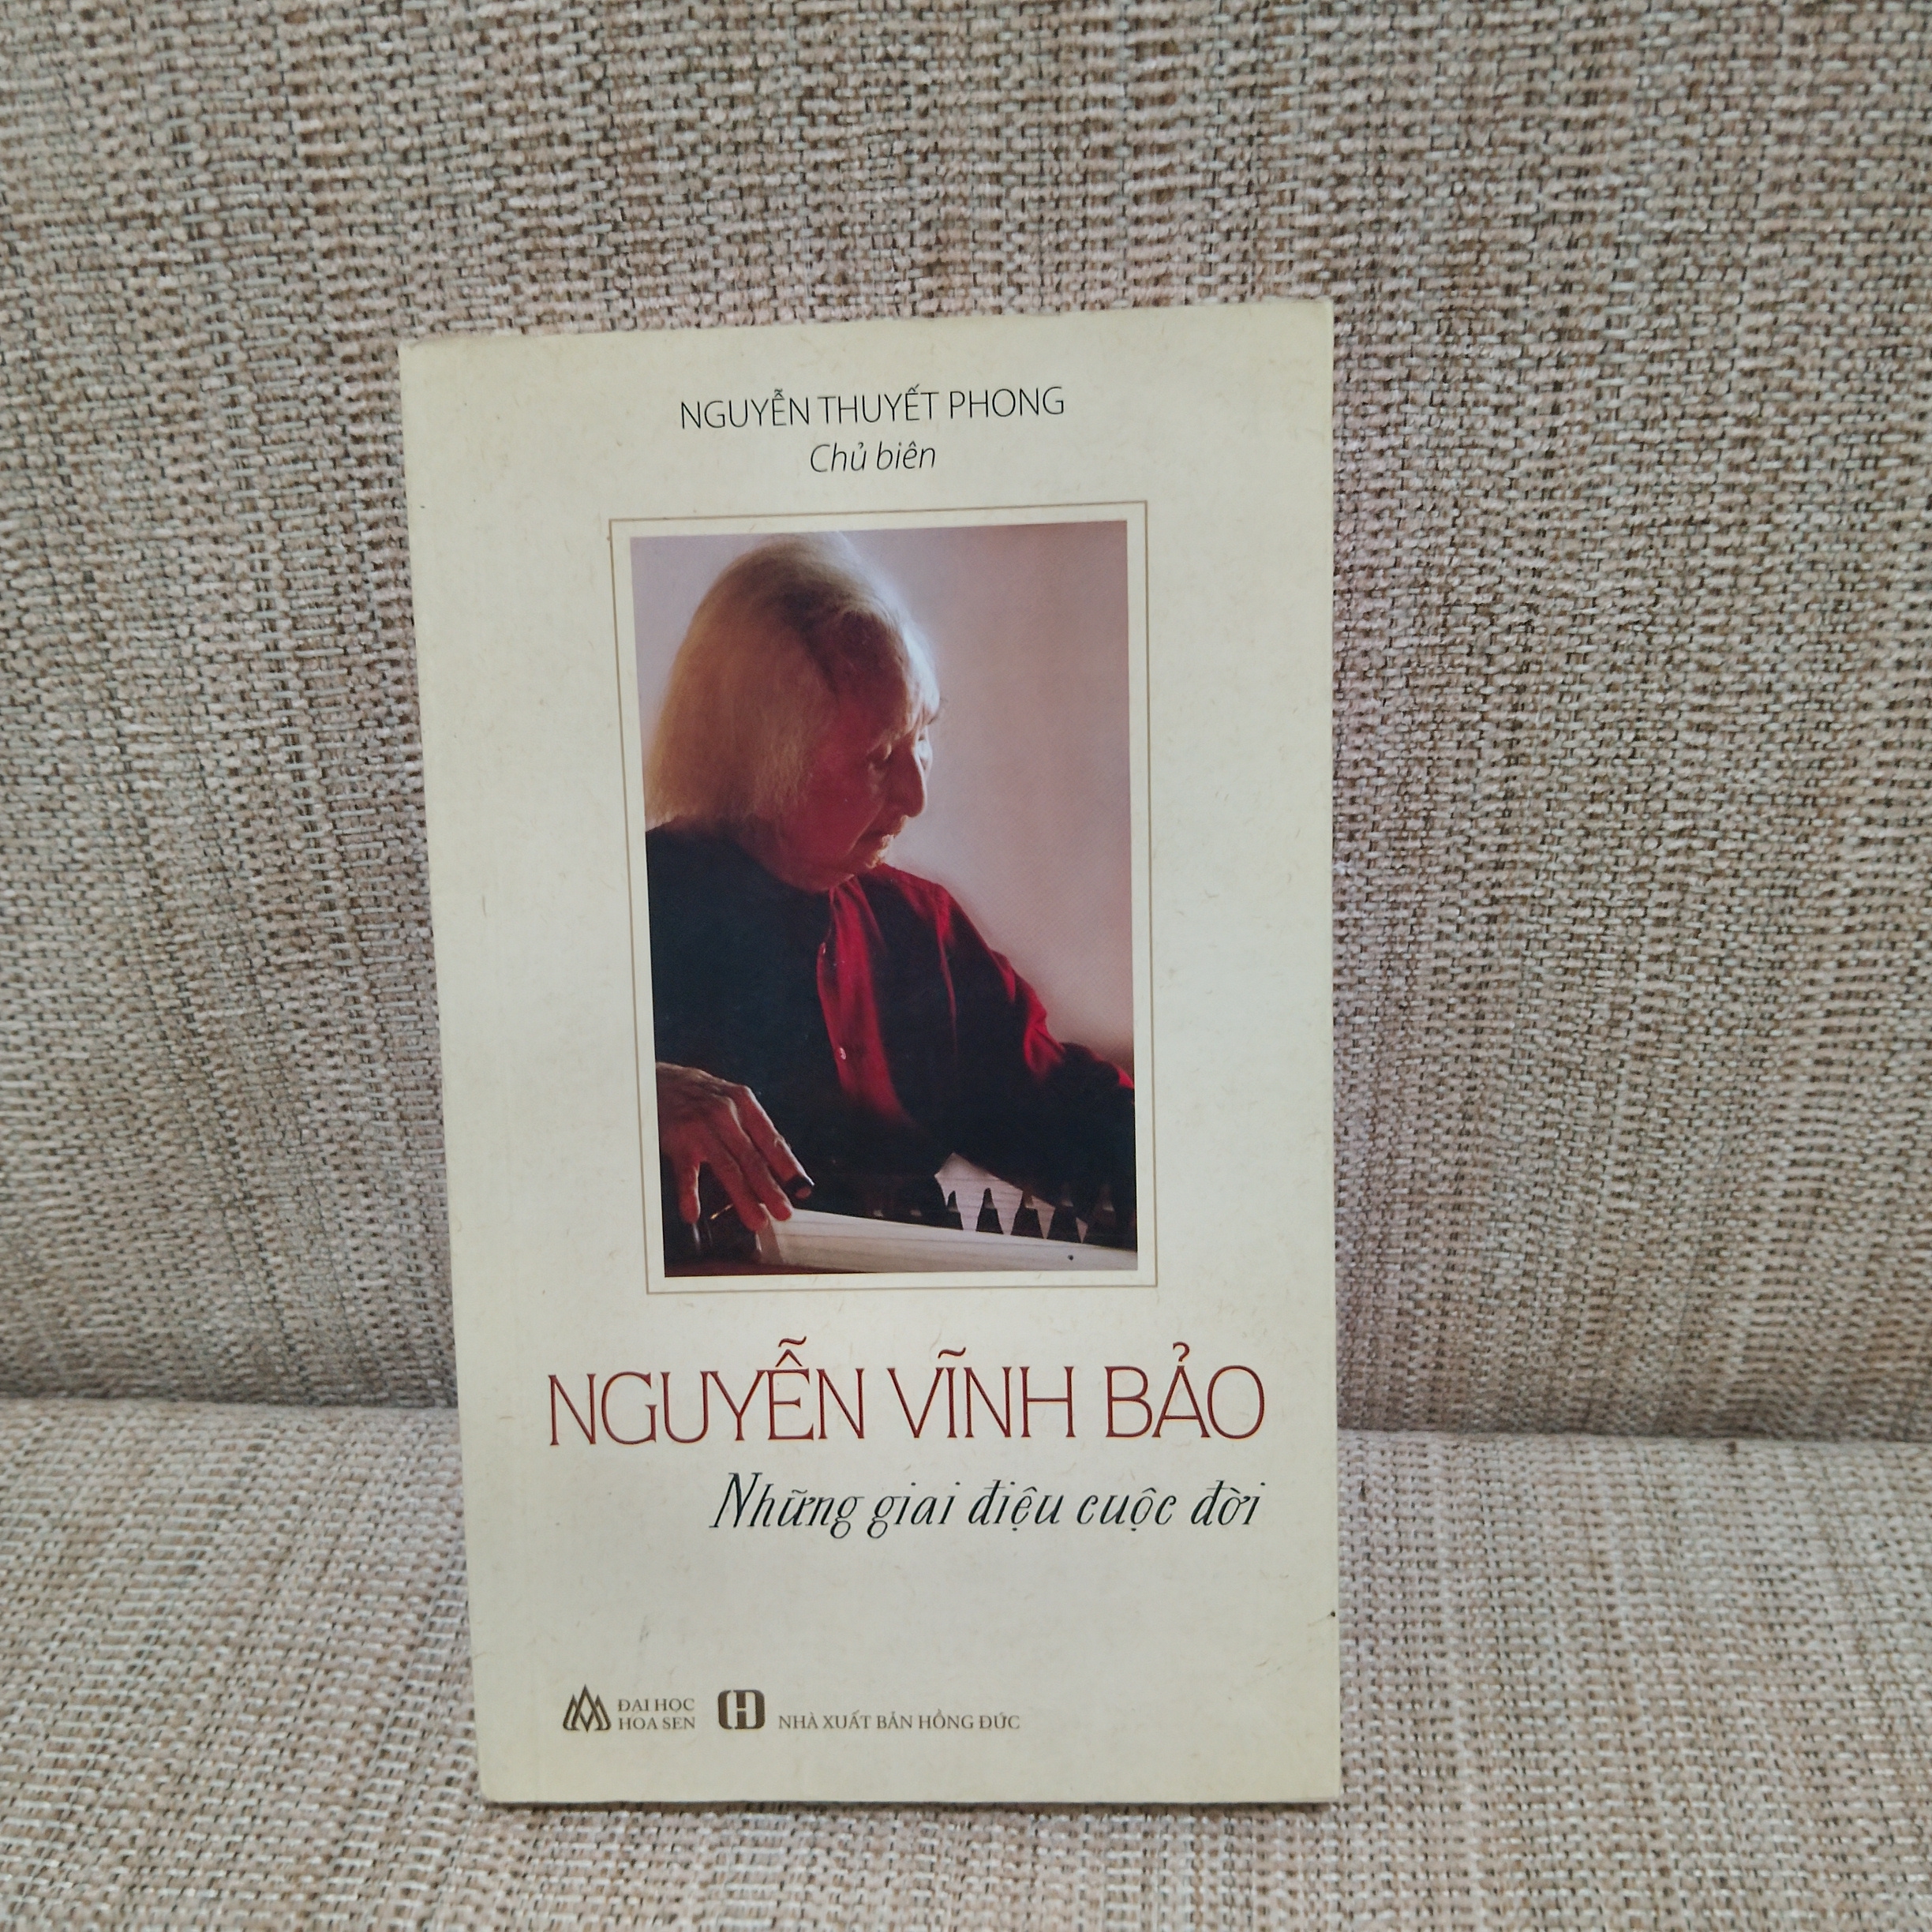 NGUYỄN THUYẾT PHONG
Chủ biên
NGUYỄN VĨNH BẢO
Những giai điệu cuộc đời
ĐẠI HỌC
HOA SEN
NHÀ XUẤT BẢN HỒNG ĐỨC